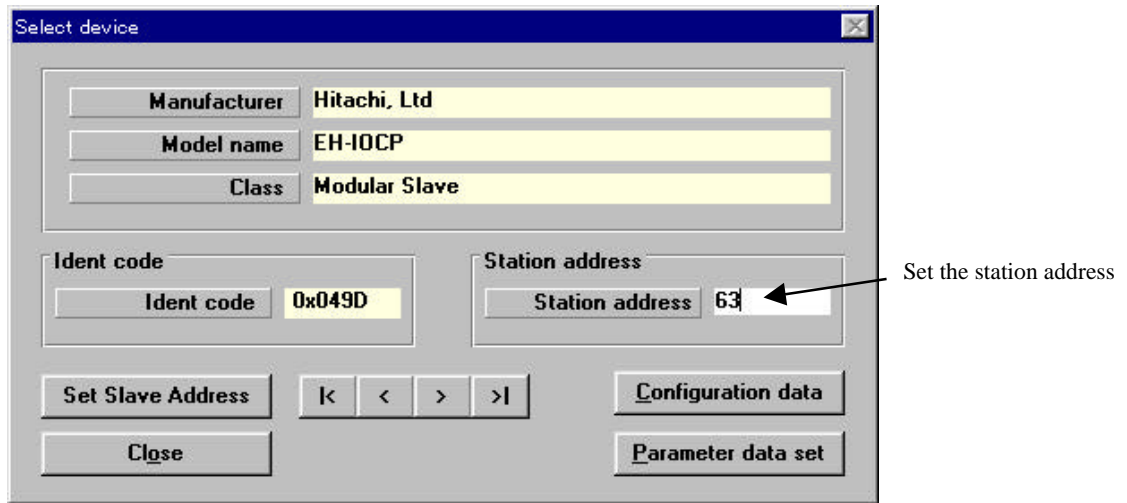 Select device
Manufacturer Hitachi, Ltd
Model name EH-IOCP
Class Modular Slave
Ident code
Ident code 0x049D
Station address
Station address 63
Set the station address
Set Slave Address |< < > >| Configuration data
Close Parameter data set